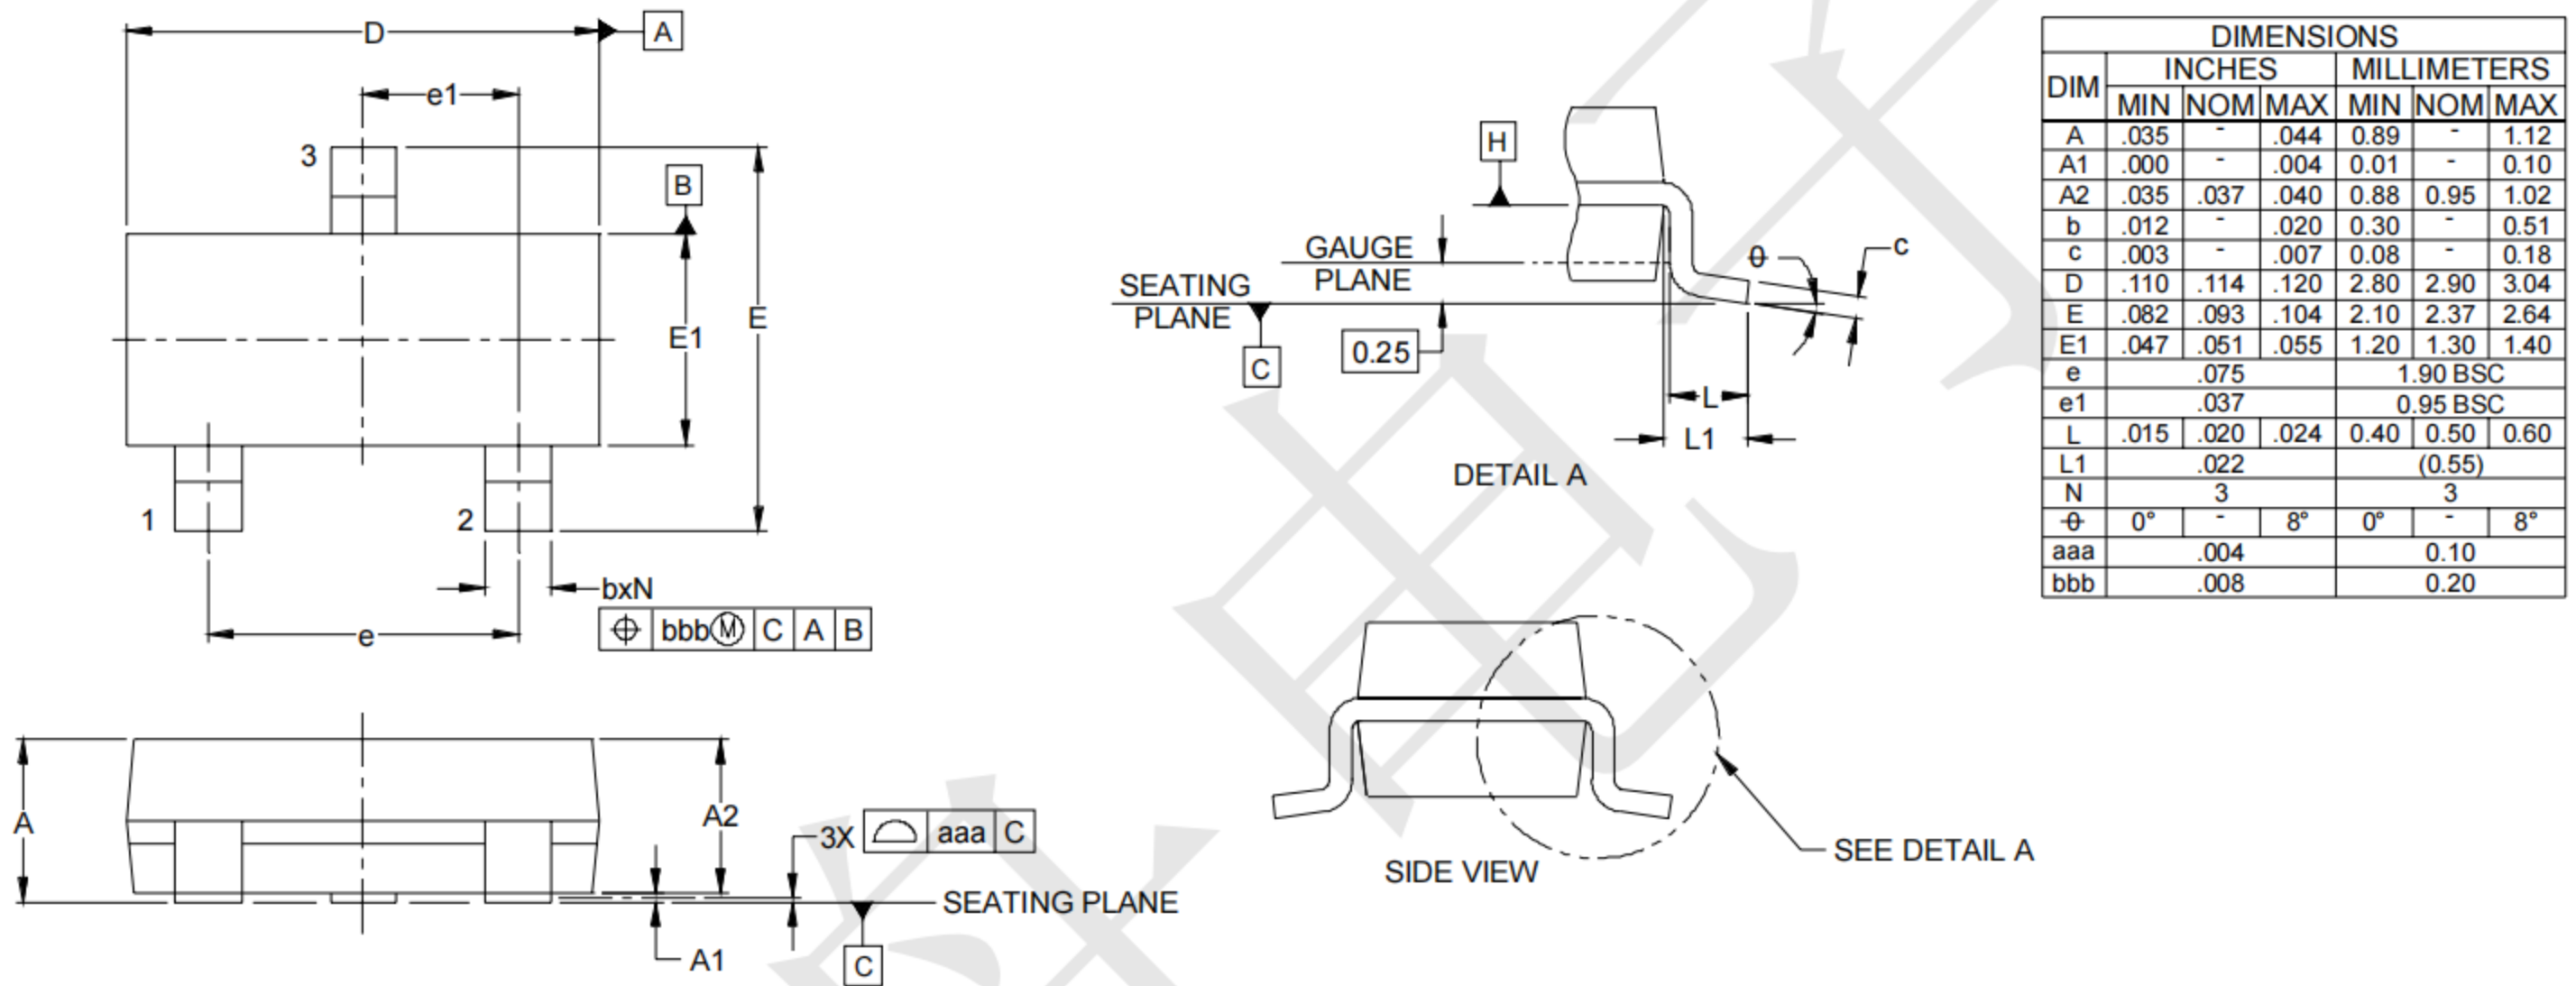 D
A
e1
3
B
E1
E
1
2
bxN
⌖ bbbⓂ C A B
e
A
A2
3X ⌓ aaa C
SEATING PLANE
A1
C
H
GAUGE
PLANE
SEATING
PLANE
C
0.25
θ
c
L
L1
DETAIL A
SIDE VIEW
SEE DETAIL A
DIMENSIONS
DIM INCHES MILLIMETERS
MIN NOM MAX MIN NOM MAX
A .035 - .044 0.89 - 1.12
A1 .000 - .004 0.01 - 0.10
A2 .035 .037 .040 0.88 0.95 1.02
b .012 - .020 0.30 - 0.51
c .003 - .007 0.08 - 0.18
D .110 .114 .120 2.80 2.90 3.04
E .082 .093 .104 2.10 2.37 2.64
E1 .047 .051 .055 1.20 1.30 1.40
e .075 1.90 BSC
e1 .037 0.95 BSC
L .015 .020 .024 0.40 0.50 0.60
L1 .022 (0.55)
N 3 3
θ 0° - 8° 0° - 8°
aaa .004 0.10
bbb .008 0.20